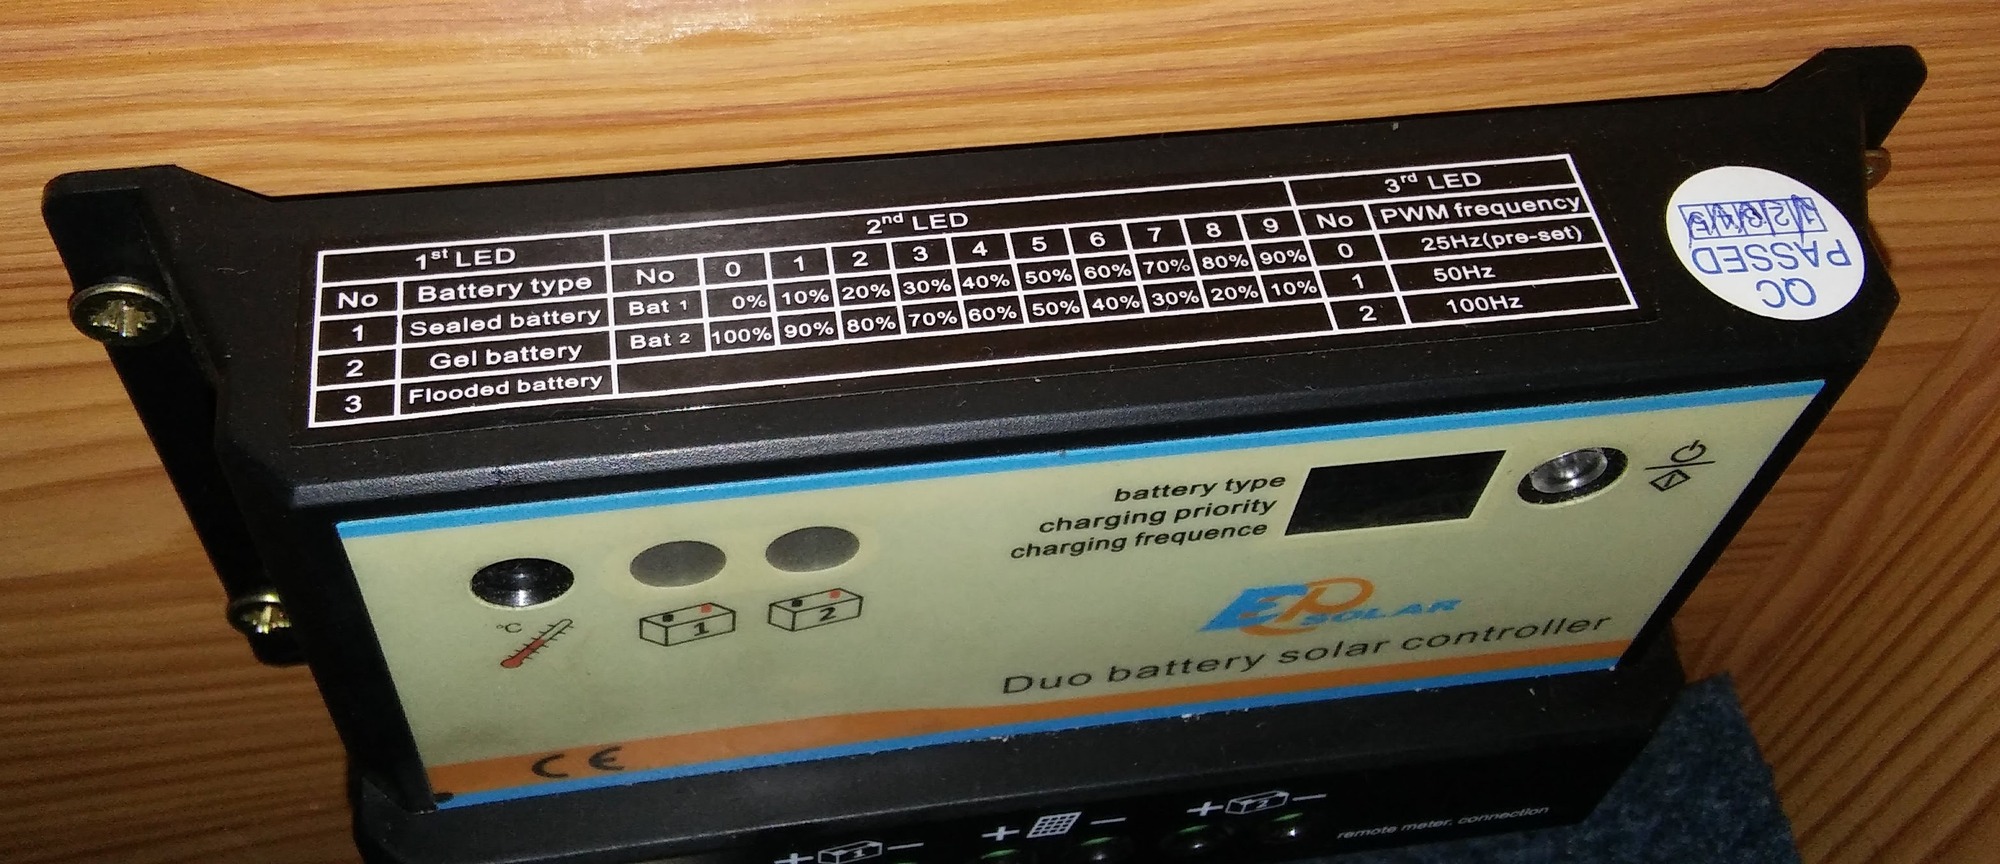 1st LED 2nd LED 3rd LED
No Battery type No 0 1 2 3 4 5 6 7 8 9 No PWM frequency
1 Sealed battery Bat 1 0% 10% 20% 30% 40% 50% 60% 70% 80% 90% 0 25Hz(pre-set)
2 Gel battery Bat 2 100% 90% 80% 70% 60% 50% 40% 30% 20% 10% 1 50Hz
3 Flooded battery 2 100Hz
QC
PASSED
battery type
charging priority
charging frequence
°C
1
2
EP SOLAR
Duo battery solar controller
CE
+ 1 −
+ −
+ 2 −
remote meter. connection